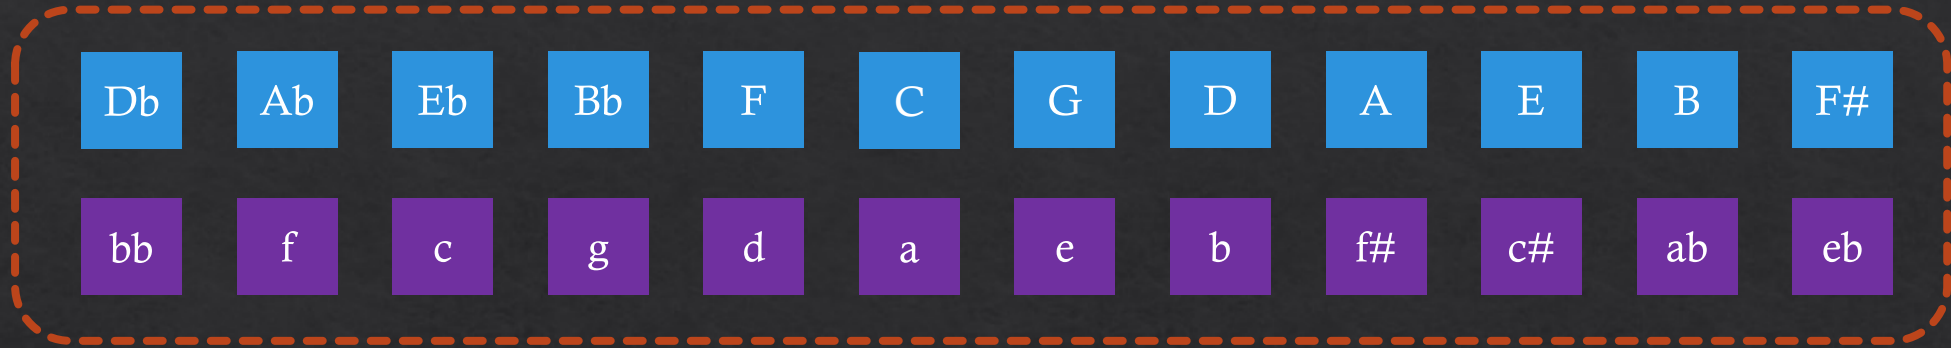 Db Ab Eb Bb F C G D A E B F#
bb f c g d a e b f# c# ab eb